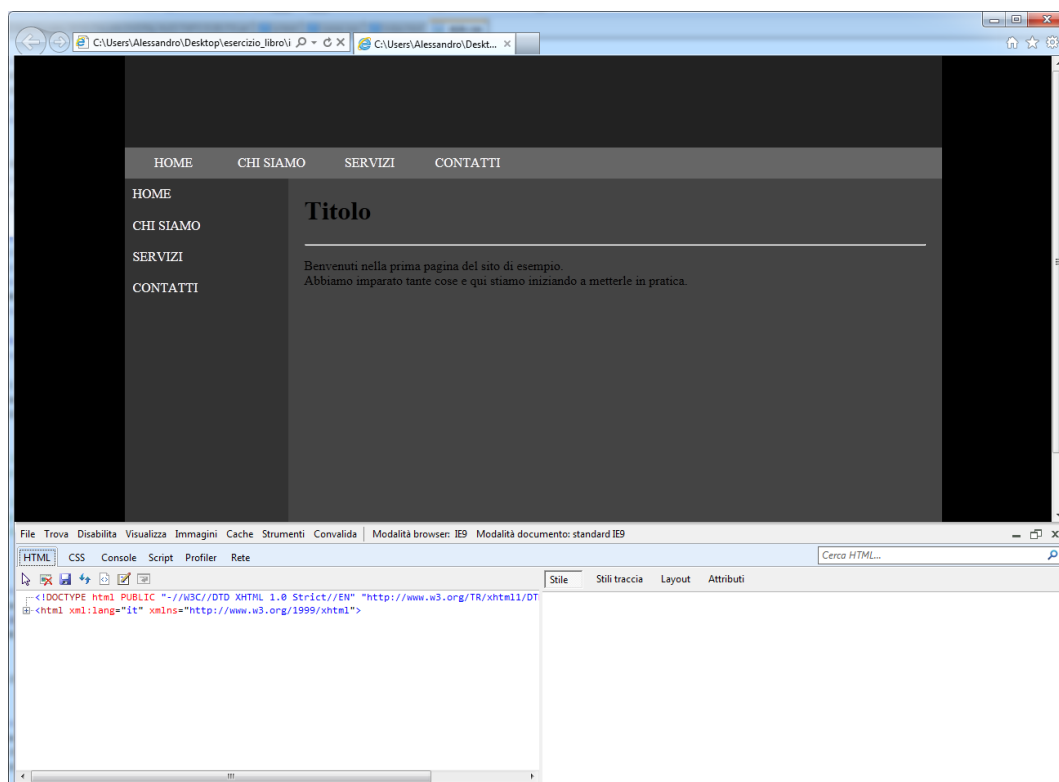 C:\Users\Alessandro\Desktop\esercizio_libro\i
C:\Users\Alessandro\Deskt...
HOME CHI SIAMO SERVIZI CONTATTI
HOME
CHI SIAMO
SERVIZI
CONTATTI
Titolo
Benvenuti nella prima pagina del sito di esempio.
Abbiamo imparato tante cose e qui stiamo iniziando a metterle in pratica.
File Trova Disabilita Visualizza Immagini Cache Strumenti Convalida Modalità browser: IE9 Modalità documento: standard IE9
HTML CSS Console Script Profiler Rete Cerca HTML...
Stile Stili traccia Layout Attributi
<!DOCTYPE html PUBLIC "-//W3C//DTD XHTML 1.0 Strict//EN" "http://www.w3.org/TR/xhtml1/DT
<html xml:lang="it" xmlns="http://www.w3.org/1999/xhtml">